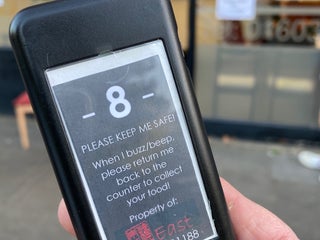 - 8 -
PLEASE KEEP ME SAFE!
When I buzz/beep,
please return me
back to the
counter to collect
your food!
Property of:
East
1188